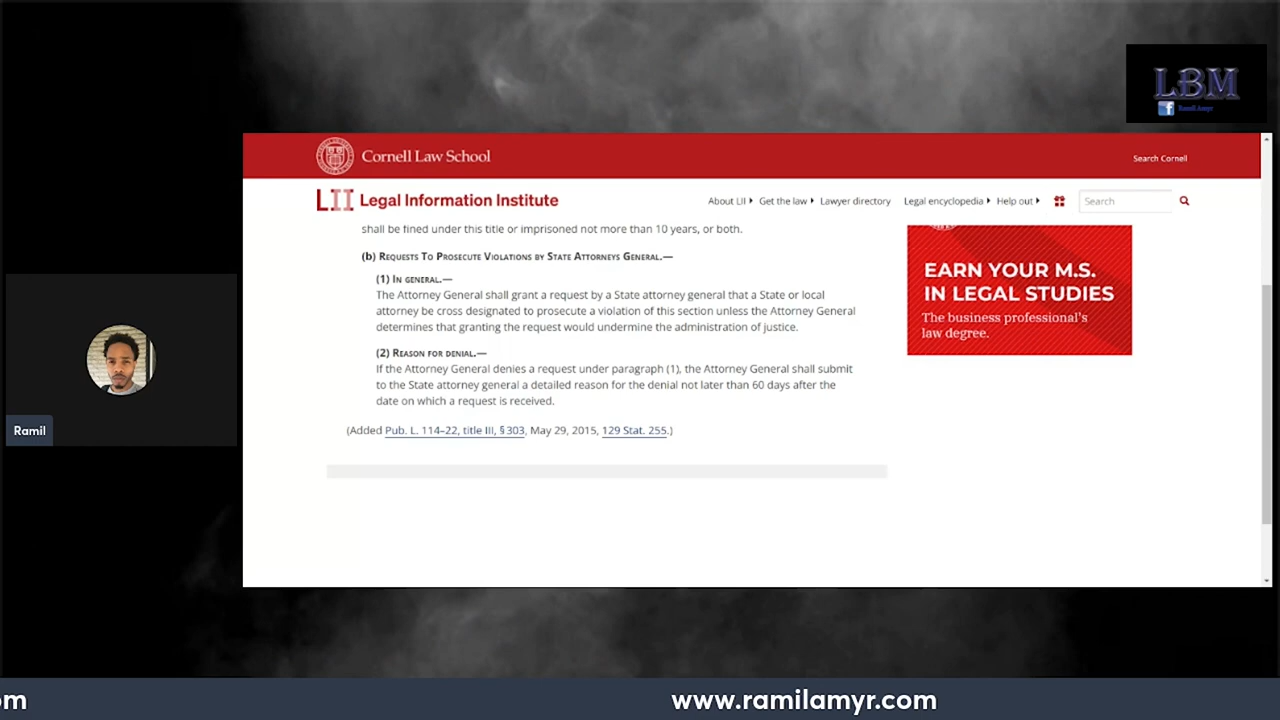 LBM
Ramil Amyr
Cornell Law School
Search Cornell
LII Legal Information Institute
About LII
Get the law
Lawyer directory
Legal encyclopedia
Help out
Search
shall be fined under this title or imprisoned not more than 10 years, or both.
(b) Requests To Prosecute Violations by State Attorneys General.—
(1) In general.—
The Attorney General shall grant a request by a State attorney general that a State or local
attorney be cross designated to prosecute a violation of this section unless the Attorney General
determines that granting the request would undermine the administration of justice.
(2) Reason for denial.—
If the Attorney General denies a request under paragraph (1), the Attorney General shall submit
to the State attorney general a detailed reason for the denial not later than 60 days after the
date on which a request is received.
(Added Pub. L. 114–22, title III, § 303, May 29, 2015, 129 Stat. 255.)
EARN YOUR M.S.
IN LEGAL STUDIES
The business professional's
law degree.
Ramil
om
www.ramilamyr.com